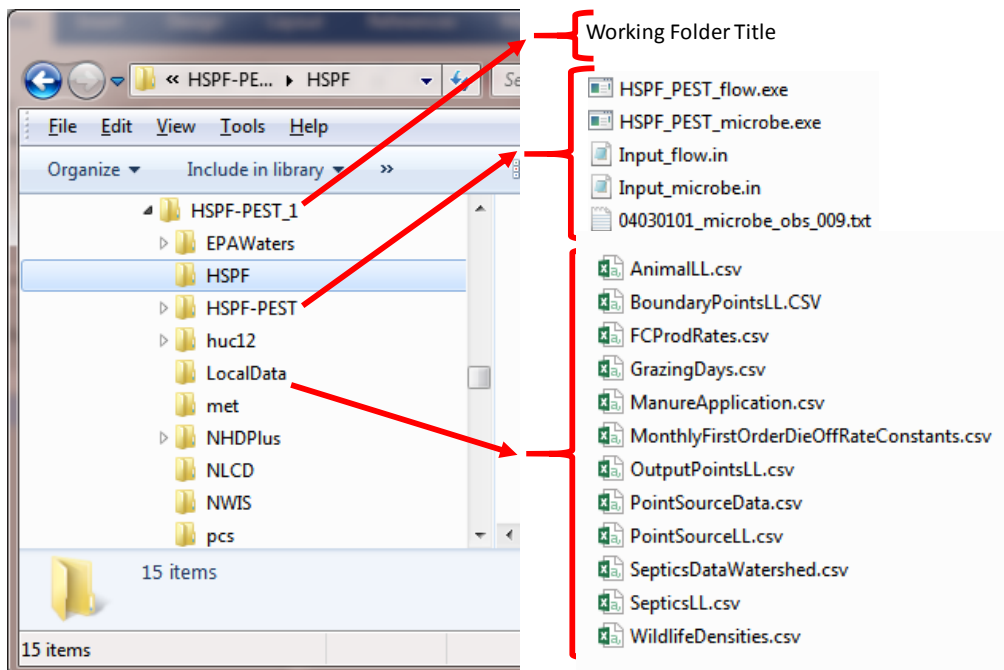 Working Folder Title
« HSPF-PE... ▸ HSPF
Se
File Edit View Tools Help
Organize Include in library »
HSPF-PEST_1
EPAWaters
HSPF
HSPF-PEST
huc12
LocalData
met
NHDPlus
NLCD
NWIS
pcs
15 items
15 items
HSPF_PEST_flow.exe
HSPF_PEST_microbe.exe
Input_flow.in
Input_microbe.in
04030101_microbe_obs_009.txt
AnimalLL.csv
BoundaryPointsLL.CSV
FCProdRates.csv
GrazingDays.csv
ManureApplication.csv
MonthlyFirstOrderDieOffRateConstants.csv
OutputPointsLL.csv
PointSourceData.csv
PointSourceLL.csv
SepticsDataWatershed.csv
SepticsLL.csv
WildlifeDensities.csv